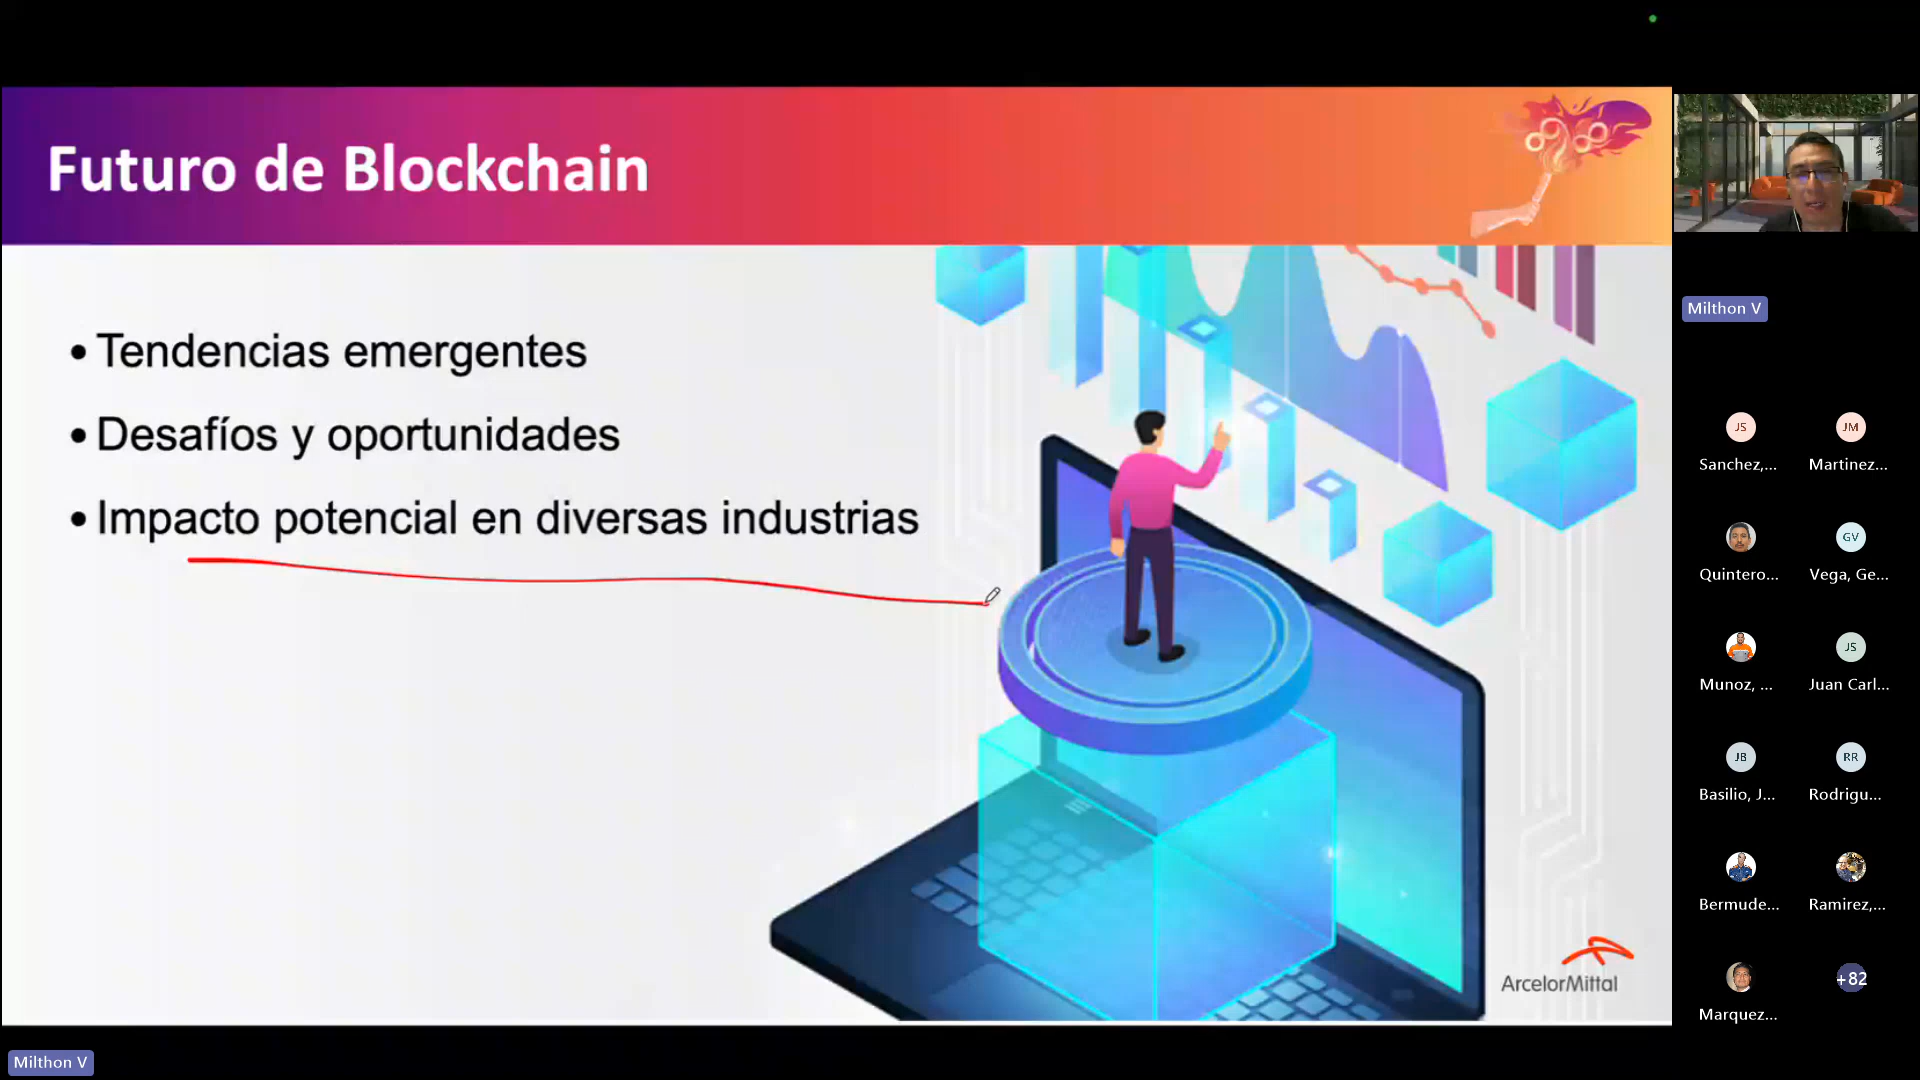 Futuro de Blockchain
• Tendencias emergentes
• Desafíos y oportunidades
• Impacto potencial en diversas industrias
ArcelorMittal
Milthon V
Milthon V
JS
JM
Sanchez,...
Martinez...
GV
Quintero...
Vega, Ge...
JS
Munoz, ...
Juan Carl...
JB
RR
Basilio, J...
Rodrigu...
Bermude...
Ramirez,...
+82
Marquez...